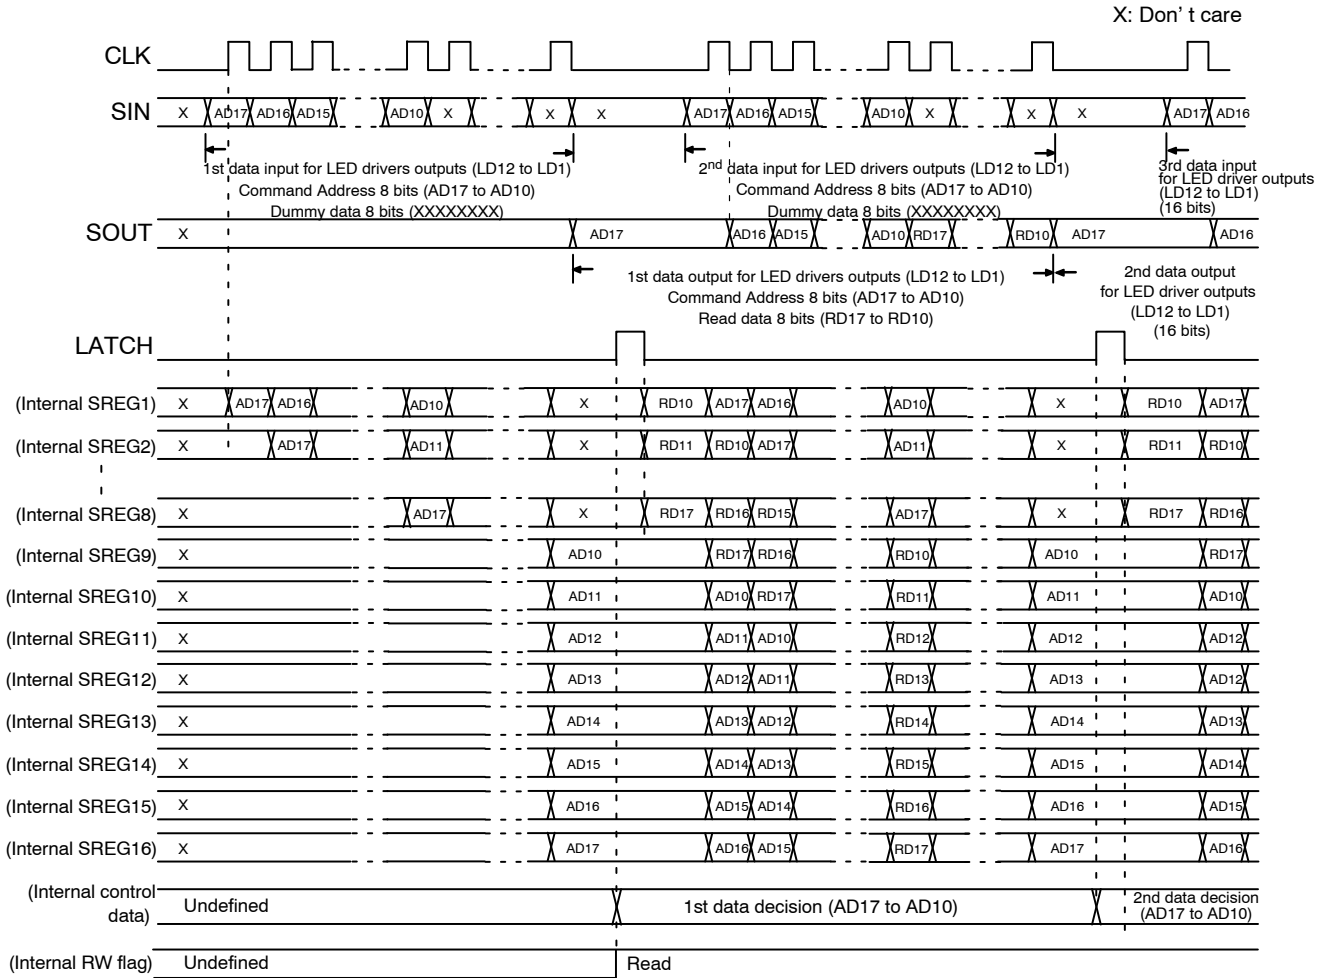 X: Don' t care
CLK
SIN X AD17 AD16 AD15 AD10 X X X AD17 AD16 AD15 AD10 X X X AD17 AD16
1st data input for LED drivers outputs (LD12 to LD1)
Command Address 8 bits (AD17 to AD10)
Dummy data 8 bits (XXXXXXXX)
2nd data input for LED drivers outputs (LD12 to LD1)
Command Address 8 bits (AD17 to AD10)
Dummy data 8 bits (XXXXXXXX)
3rd data input
for LED driver outputs
(LD12 to LD1)
(16 bits)
SOUT X AD17 AD16 AD15 AD10 RD17 RD10 AD17 AD16
1st data output for LED drivers outputs (LD12 to LD1)
Command Address 8 bits (AD17 to AD10)
Read data 8 bits (RD17 to RD10)
2nd data output
for LED driver outputs
(LD12 to LD1)
(16 bits)
LATCH
(Internal SREG1) X AD17 AD16 AD10 X RD10 AD17 AD16 AD10 X RD10 AD17
(Internal SREG2) X AD17 AD11 X RD11 RD10 AD17 AD11 X RD11 RD10
(Internal SREG8) X AD17 X RD17 RD16 RD15 AD17 X RD17 RD16
(Internal SREG9) X AD10 RD17 RD16 RD10 AD10 RD17
(Internal SREG10) X AD11 AD10 RD17 RD11 AD11 AD10
(Internal SREG11) X AD12 AD11 AD10 RD12 AD12 AD12
(Internal SREG12) X AD13 AD12 AD11 RD13 AD13 AD12
(Internal SREG13) X AD14 AD13 AD12 RD14 AD14 AD13
(Internal SREG14) X AD15 AD14 AD13 RD15 AD15 AD14
(Internal SREG15) X AD16 AD15 AD14 RD16 AD16 AD15
(Internal SREG16) X AD17 AD16 AD15 RD17 AD17 AD16
(Internal control
data)
Undefined 1st data decision (AD17 to AD10)
2nd data decision
(AD17 to AD10)
(Internal RW flag) Undefined Read